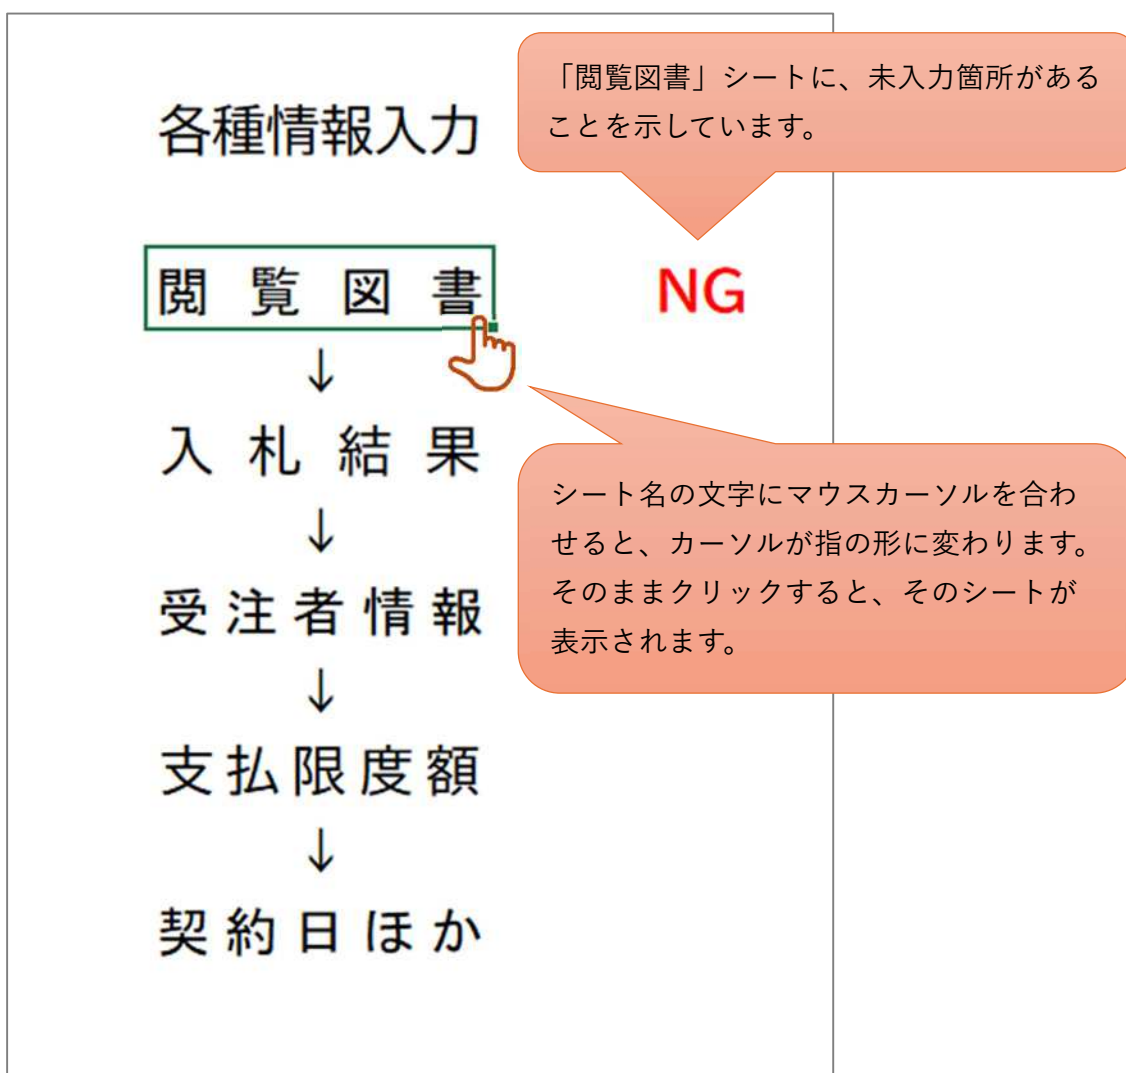 「閲覧図書」シートに、未入力箇所がある
ことを示しています。
各種情報入力
閲覧図書
NG
↓
入札結果
シート名の文字にマウスカーソルを合わ
せると、カーソルが指の形に変わります。
そのままクリックすると、そのシートが
表示されます。
↓
受注者情報
↓
支払限度額
↓
契約日ほか